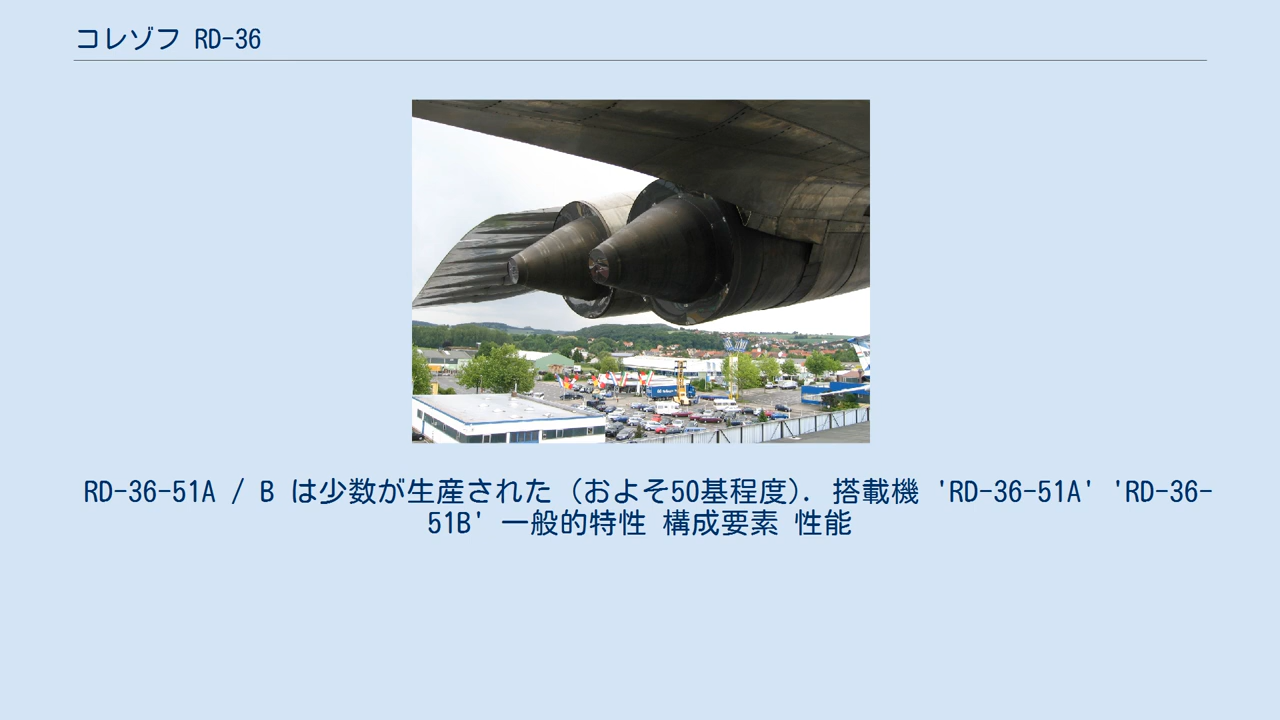 コレゾフ RD-36
RD-36-51A / B は少数が生産された (およそ50基程度). 搭載機 'RD-36-51A' 'RD-36-
51B' 一般的特性 構成要素 性能